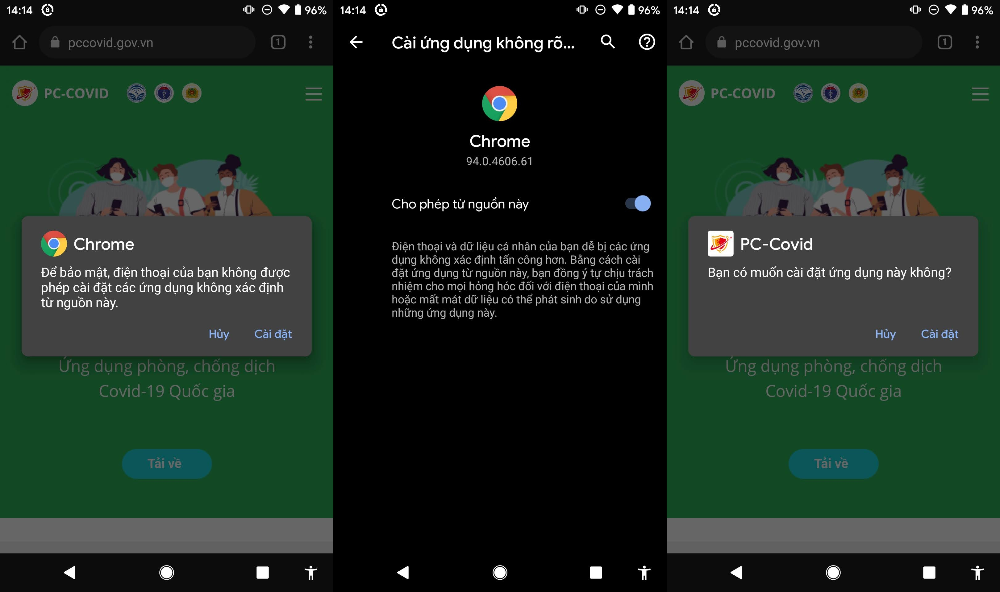 14:14
96%
pccovid.gov.vn
1
PC-COVID
Chrome
Để bảo mật, điện thoại của bạn không được
phép cài đặt các ứng dụng không xác định
từ nguồn này.
Hủy
Cài đặt
Ứng dụng phòng, chống dịch
Covid-19 Quốc gia
Tải về
14:14
96%
Cài ứng dụng không rõ...
Chrome
94.0.4606.61
Cho phép từ nguồn này
Điện thoại và dữ liệu cá nhân của bạn dễ bị các ứng
dụng không xác định tấn công hơn. Bằng cách cài
đặt ứng dụng từ nguồn này, bạn đồng ý tự chịu trách
nhiệm cho mọi hỏng hóc đối với điện thoại của mình
hoặc mất mát dữ liệu có thể phát sinh do sử dụng
những ứng dụng này.
14:14
96%
pccovid.gov.vn
1
PC-COVID
PC-Covid
Bạn có muốn cài đặt ứng dụng này không?
Hủy
Cài đặt
Ứng dụng phòng, chống dịch
Covid-19 Quốc gia
Tải về